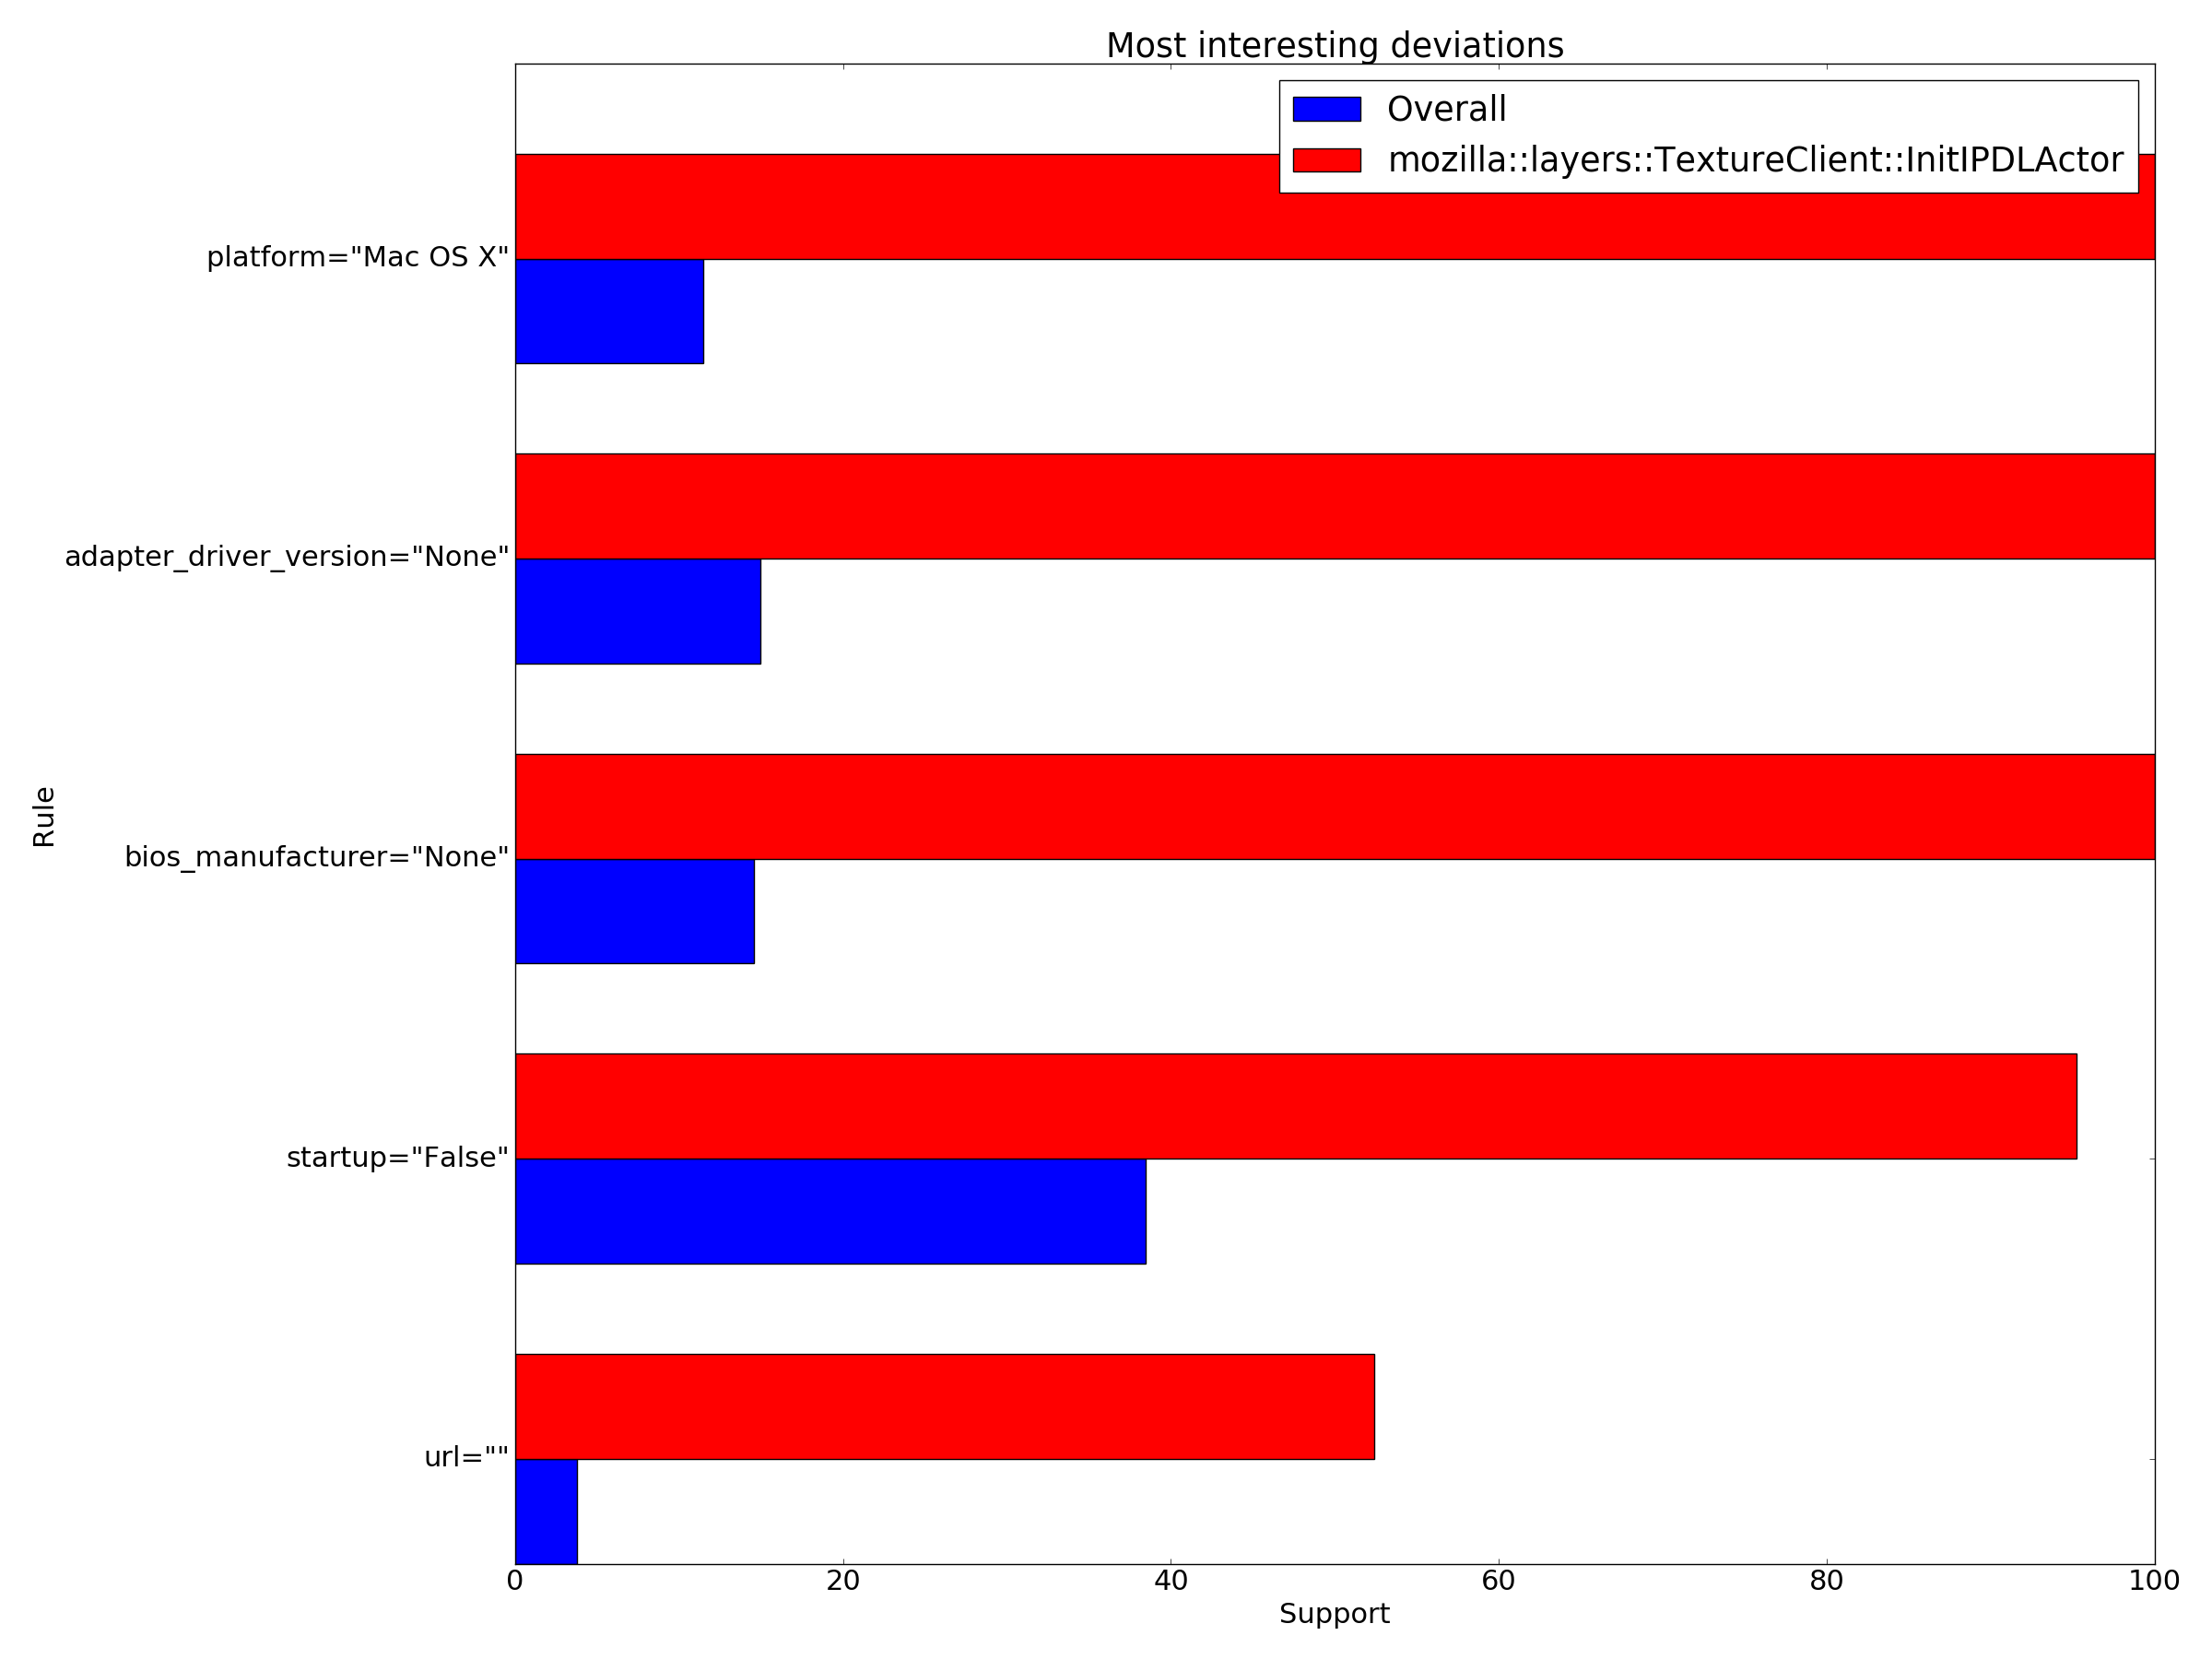 Most interesting deviations
Overall
mozilla::layers::TextureClient::InitIPDLActor
platform="Mac OS X"
adapter_driver_version="None"
bios_manufacturer="None"
startup="False"
url=""
Rule
0 20 40 60 80 100
Support